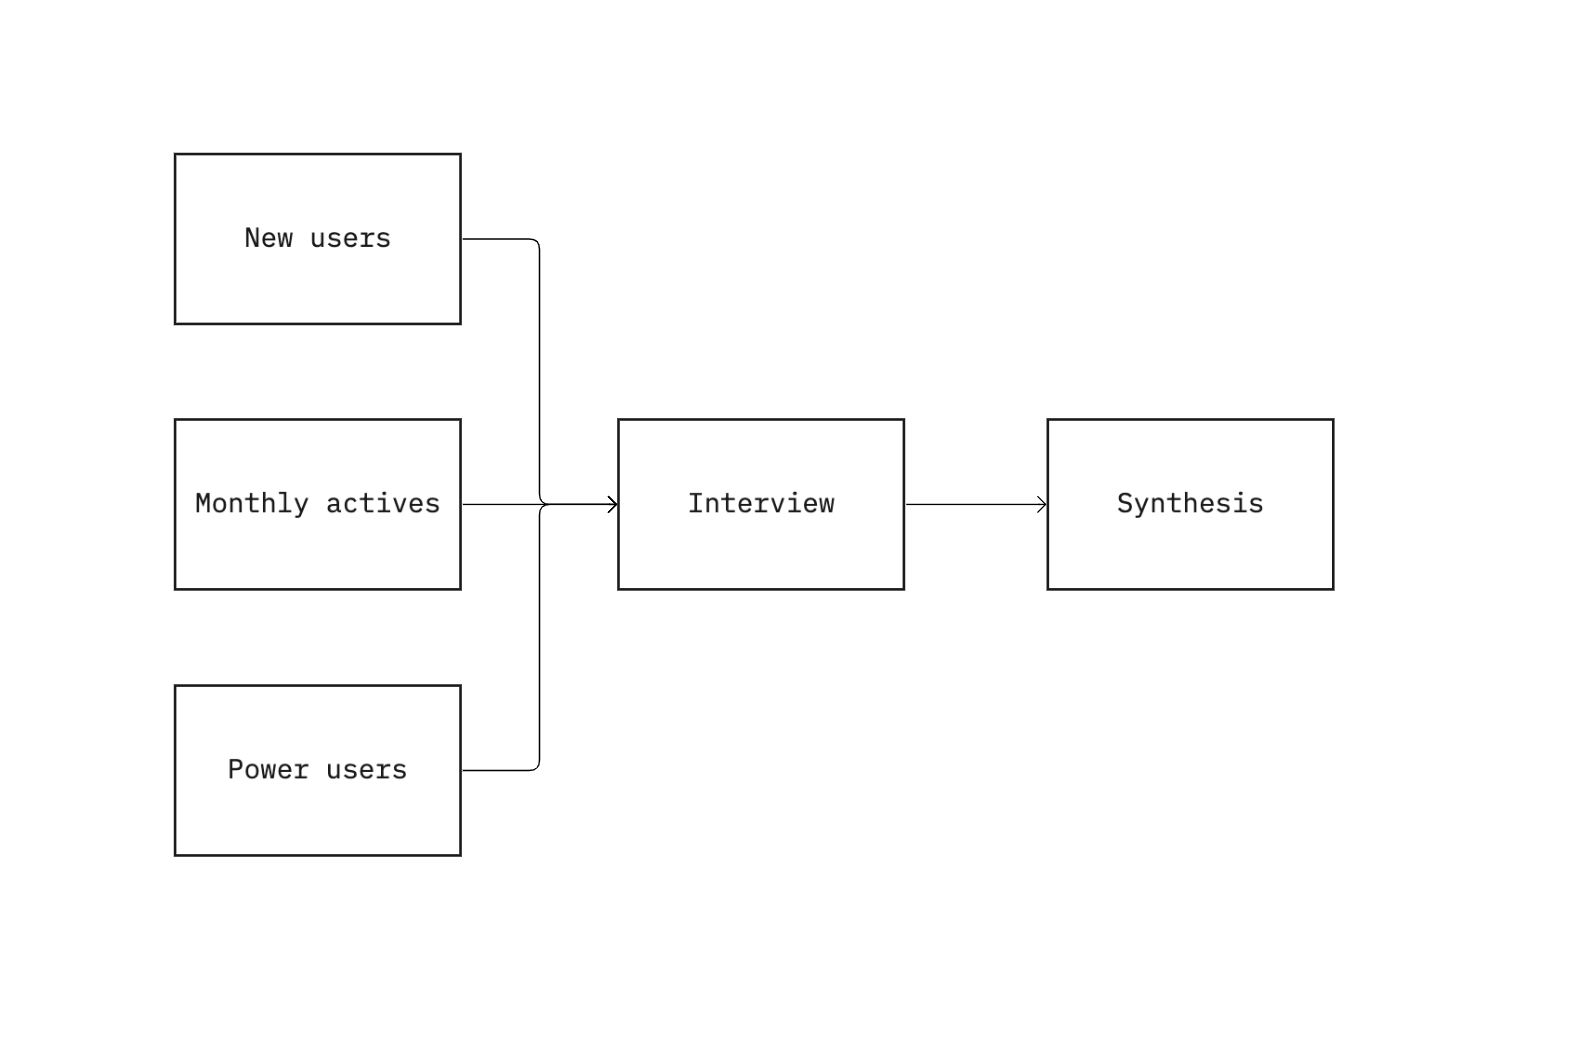 New users
Monthly actives
Interview
Synthesis
Power users